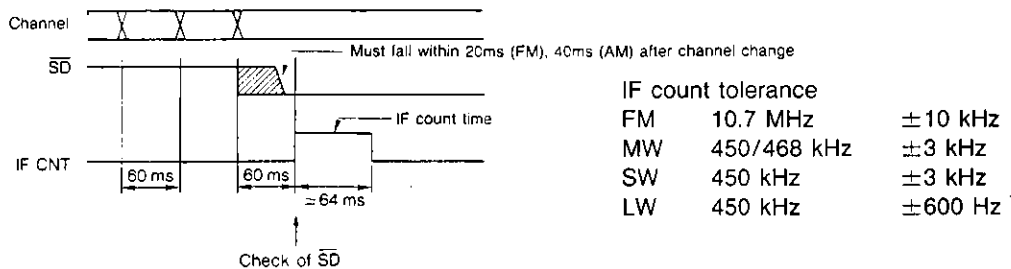 Channel
Must fall within 20ms (FM), 40ms (AM) after channel change
SD
IF count time
IF CNT
60 ms
60 ms
≃64 ms
Check of SD
IF count tolerance
FM 10.7 MHz ±10 kHz
MW 450/468 kHz ±3 kHz
SW 450 kHz ±3 kHz
LW 450 kHz ±600 Hz